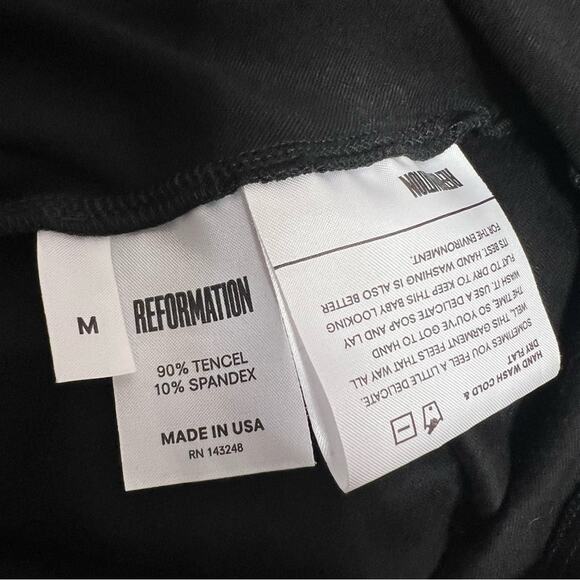 M
REFORMATION
90% TENCEL
10% SPANDEX
MADE IN USA
RN 143248
REFORMATION
HAND WASH COLD &
DRY FLAT
SOMETIMES YOU FEEL A LITTLE DELICATE.
WELL THIS GARMENT FEELS THAT WAY ALL
THE TIME, SO YOU'VE GOT TO HAND
WASH IT. USE A DELICATE SOAP AND LAY
FLAT TO DRY TO KEEP THIS BABY LOOKING
ITS BEST. HAND WASHING IS ALSO BETTER
FOR THE ENVIRONMENT.